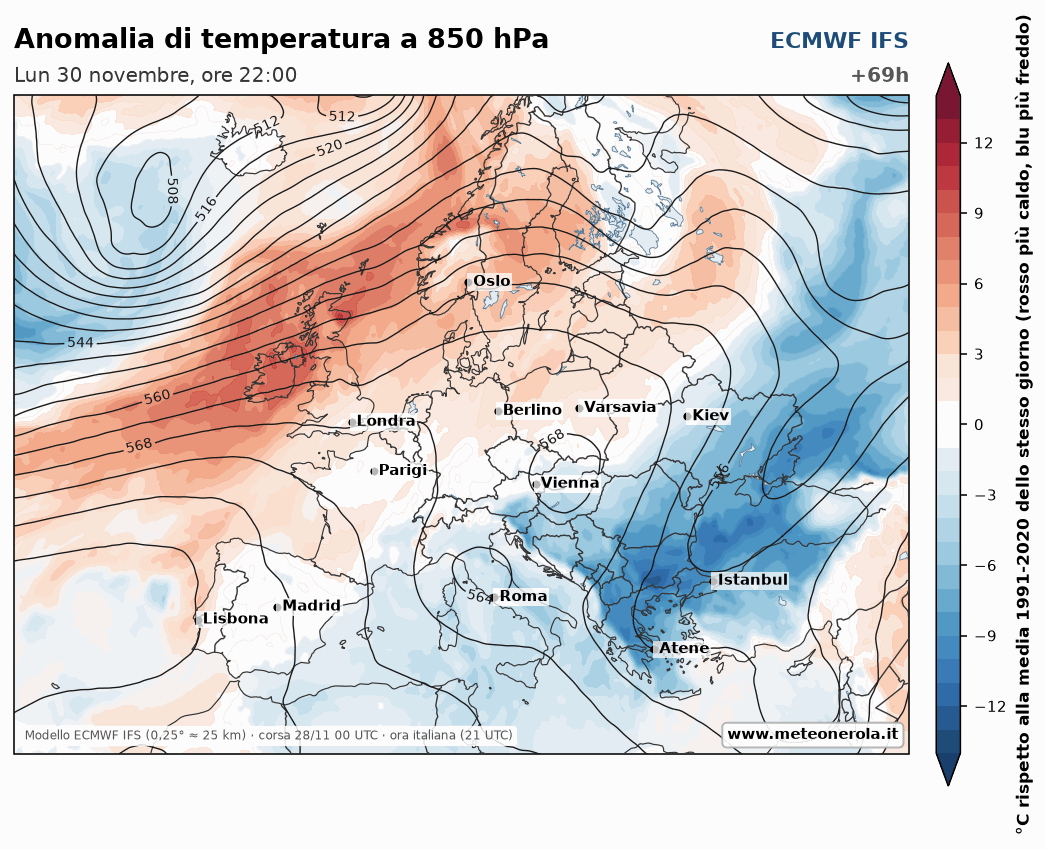 Anomalia di temperatura a 850 hPa
ECMWF IFS
Lun 30 novembre, ore 22:00
+69h
512
512
520
508
516
Oslo
544
560
568
Londra
Berlino
Varsavia
Kiev
568
Parigi
Vienna
Istanbul
564
Roma
Madrid
Lisbona
Atene
Modello ECMWF IFS (0,25° ≈ 25 km) · corsa 28/11 00 UTC · ora italiana (21 UTC)
www.meteonerola.it
12
9
6
3
0
−3
−6
−9
−12
°C rispetto alla media 1991-2020 dello stesso giorno (rosso più caldo, blu più freddo)